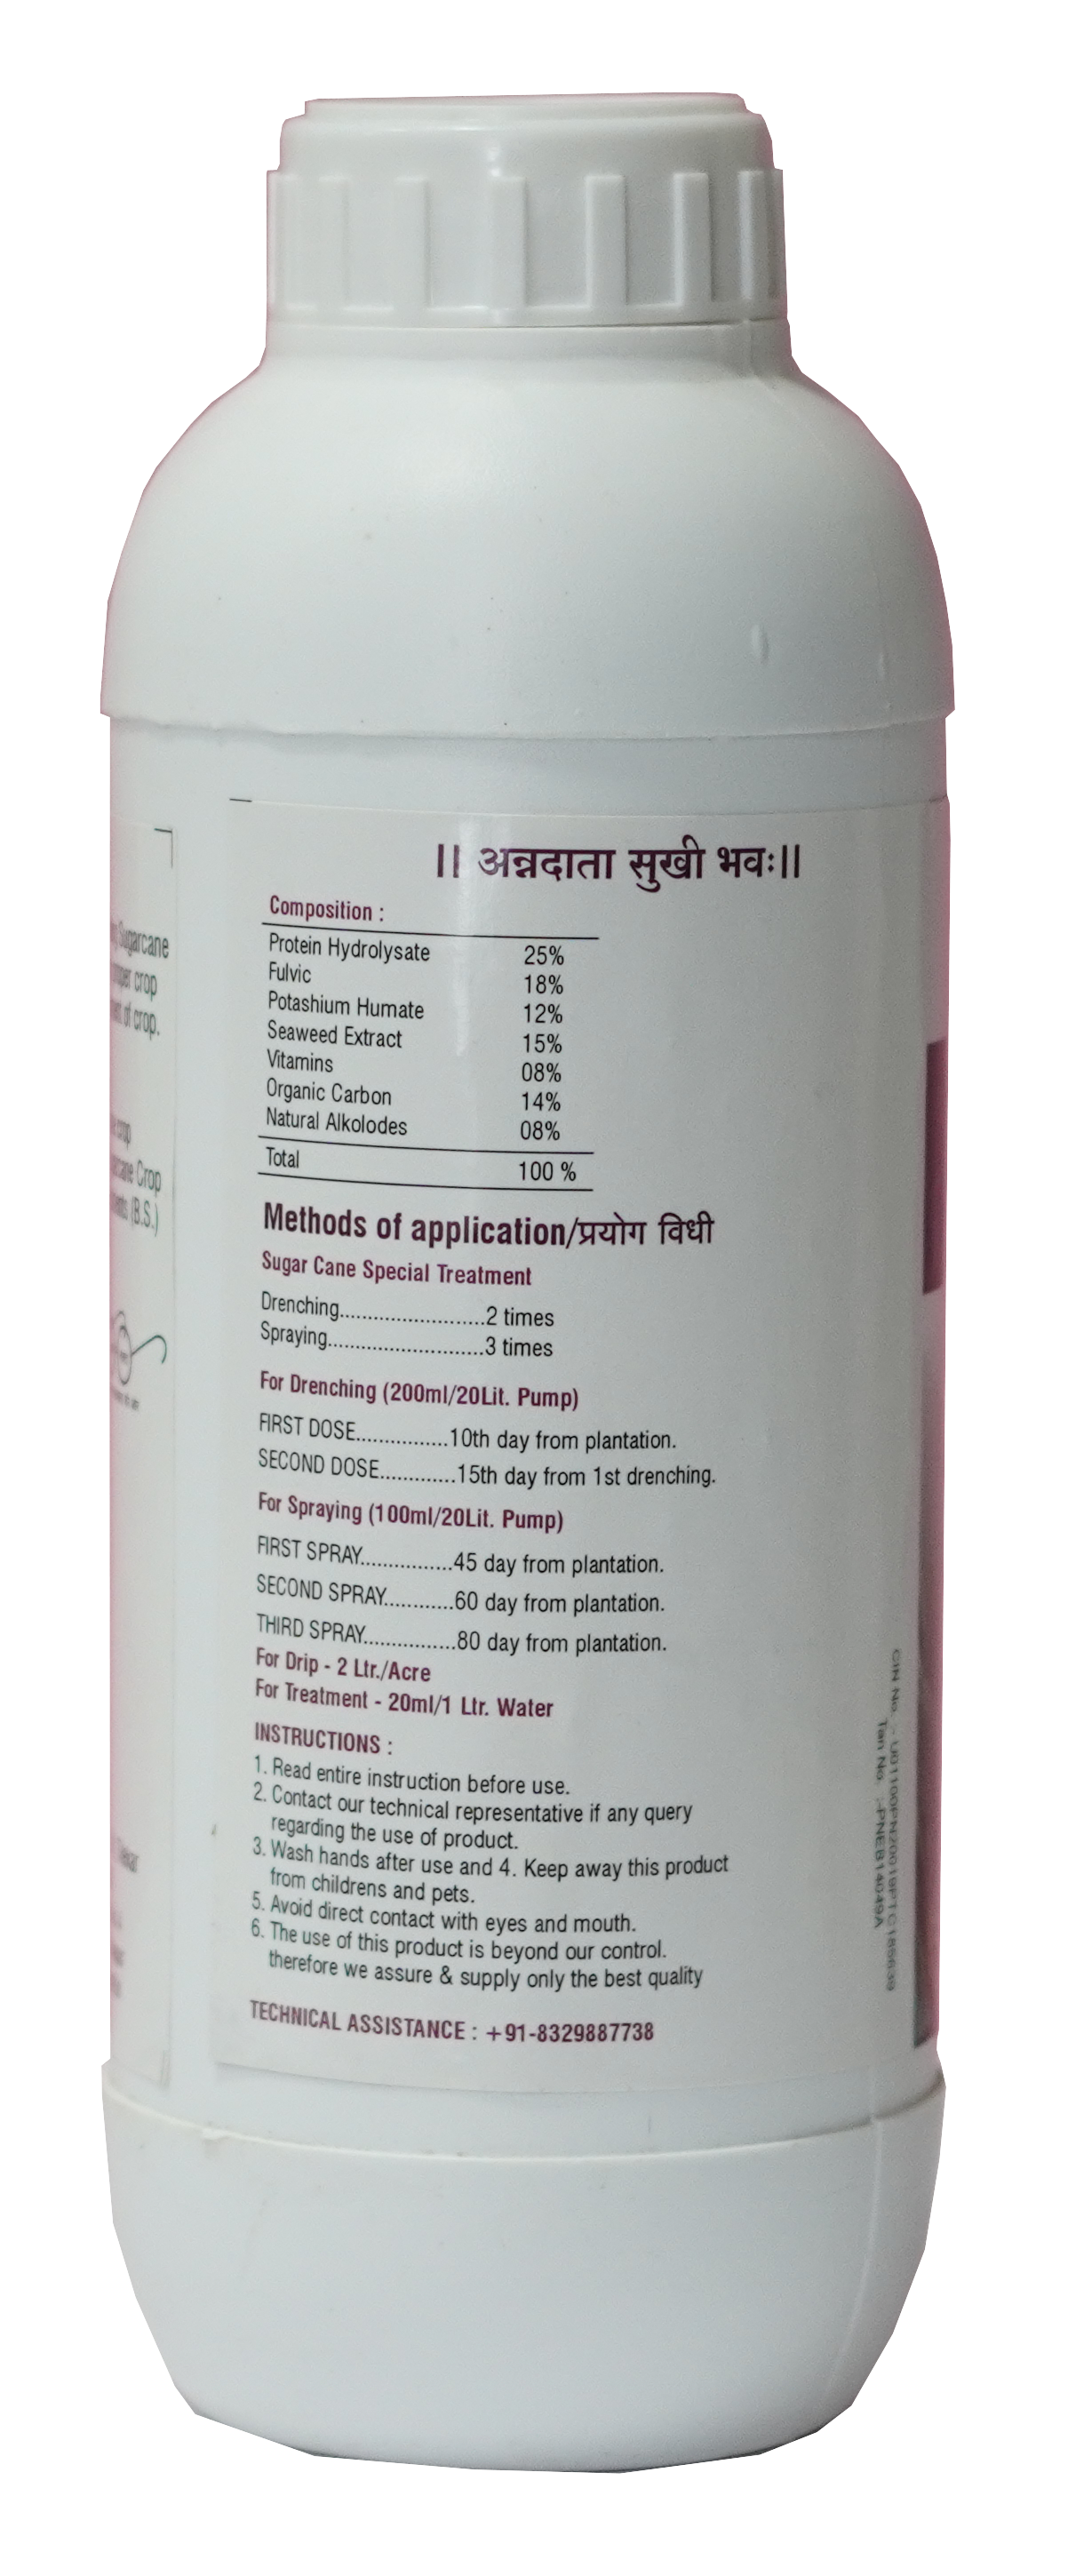 ।। अन्नदाता सुखी भवः।।
Composition :
Protein Hydrolysate 25%
Fulvic 18%
Potashium Humate 12%
Seaweed Extract 15%
Vitamins 08%
Organic Carbon 14%
Natural Alkolodes 08%
Total 100 %
Methods of application/प्रयोग विधी
Sugar Cane Special Treatment
Drenching..........................2 times
Spraying............................3 times
For Drenching (200ml/20Lit. Pump)
FIRST DOSE................10th day from plantation.
SECOND DOSE.............15th day from 1st drenching.
For Spraying (100ml/20Lit. Pump)
FIRST SPRAY................45 day from plantation.
SECOND SPRAY............60 day from plantation.
THIRD SPRAY................80 day from plantation.
For Drip - 2 Ltr./Acre
For Treatment - 20ml/1 Ltr. Water
INSTRUCTIONS :
1. Read entire instruction before use.
2. Contact our technical representative if any query
regarding the use of product.
3. Wash hands after use and 4. Keep away this product
from childrens and pets.
5. Avoid direct contact with eyes and mouth.
6. The use of this product is beyond our control.
therefore we assure & supply only the best quality
TECHNICAL ASSISTANCE : +91-8329887738
Sugarcane
crop
of crop.
crop
Crop
(B.S.)
CIN No. :-
Tan No. :-PNEB14049A